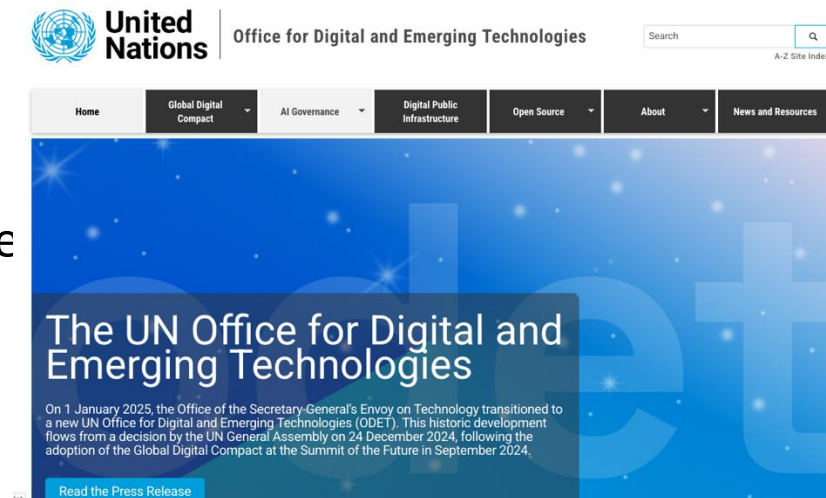 United
Nations
Office for Digital and Emerging Technologies
Search
A-Z Site Index
Home
Global Digital
Compact
AI Governance
Digital Public
Infrastructure
Open Source
About
News and Resources
e
odet
The UN Office for Digital and
Emerging Technologies
On 1 January 2025, the Office of the Secretary-General's Envoy on Technology transitioned to
a new UN Office for Digital and Emerging Technologies (ODET). This historic development
flows from a decision by the UN General Assembly on 24 December 2024, following the
adoption of the Global Digital Compact at the Summit of the Future in September 2024.
Read the Press Release